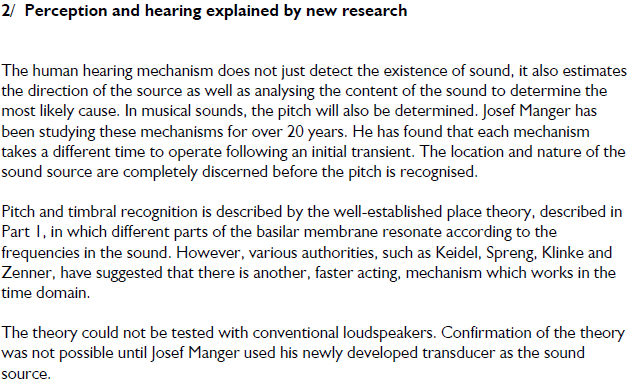 2/  Perception and hearing explained by new research
The human hearing mechanism does not just detect the existence of sound, it also estimates
the direction of the source as well as analysing the content of the sound to determine the
most likely cause. In musical sounds, the pitch will also be determined. Josef Manger has
been studying these mechanisms for over 20 years. He has found that each mechanism
takes a different time to operate following an initial transient. The location and nature of the
sound source are completely discerned before the pitch is recognised.
Pitch and timbral recognition is described by the well-established place theory, described in
Part 1, in which different parts of the basilar membrane resonate according to the
frequencies in the sound. However, various authorities, such as Keidel, Spreng, Klinke and
Zenner, have suggested that there is another, faster acting, mechanism which works in the
time domain.
The theory could not be tested with conventional loudspeakers. Confirmation of the theory
was not possible until Josef Manger used his newly developed transducer as the sound
source.